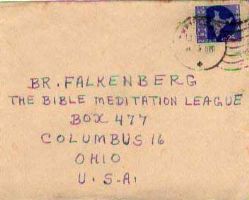 BR. FALKENBERG
THE BIBLE MEDITATION LEAGUE
BOX 477
COLUMBUS 16
OHIO
U.S.A.